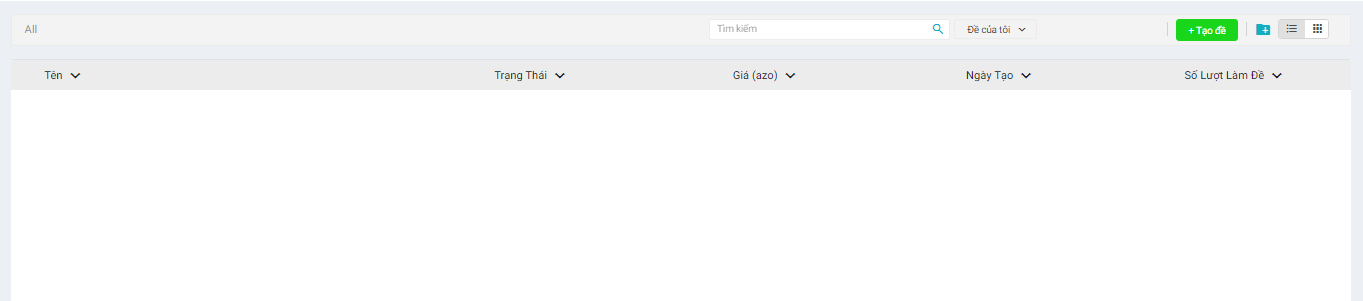 All Tìm kiếm Đề của tôi + Tạo đề
Tên Trạng Thái Giá (azo) Ngày Tạo Số Lượt Làm Đề